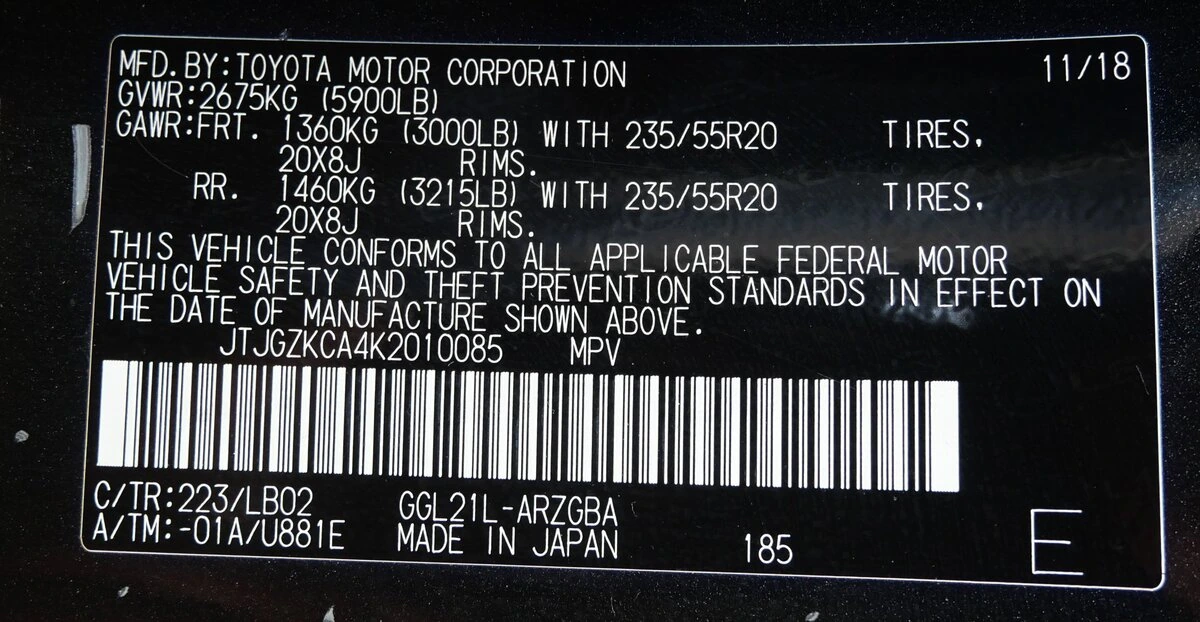 MFD.BY:TOYOTA MOTOR CORPORATION 11/18
GVWR:2675KG (5900LB)
GAWR:FRT. 1360KG (3000LB) WITH 235/55R20 TIRES,
20X8J RIMS.
RR. 1460KG (3215LB) WITH 235/55R20 TIRES,
20X8J RIMS.
THIS VEHICLE CONFORMS TO ALL APPLICABLE FEDERAL MOTOR
VEHICLE SAFETY AND THEFT PREVENTION STANDARDS IN EFFECT ON
THE DATE OF MANUFACTURE SHOWN ABOVE.
JTJGZKCA4K2010085 MPV
C/TR:223/LB02 GGL21L-ARZGBA
A/TM:-01A/U881E MADE IN JAPAN 185 E